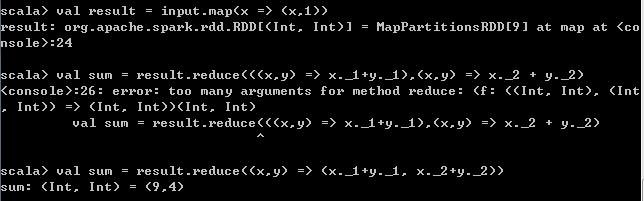 scala> val result = input.map(x => (x,1))
result: org.apache.spark.rdd.RDD[(Int, Int)] = MapPartitionsRDD[9] at map at <co
nsole>:24
scala> val sum = result.reduce(((x,y) => x._1+y._1),(x,y) => x._2 + y._2)
<console>:26: error: too many arguments for method reduce: (f: ((Int, Int), (Int
, Int)) => (Int, Int))(Int, Int)
val sum = result.reduce(((x,y) => x._1+y._1),(x,y) => x._2 + y._2)
^
scala> val sum = result.reduce((x,y) => (x._1+y._1, x._2+y._2))
sum: (Int, Int) = (9,4)